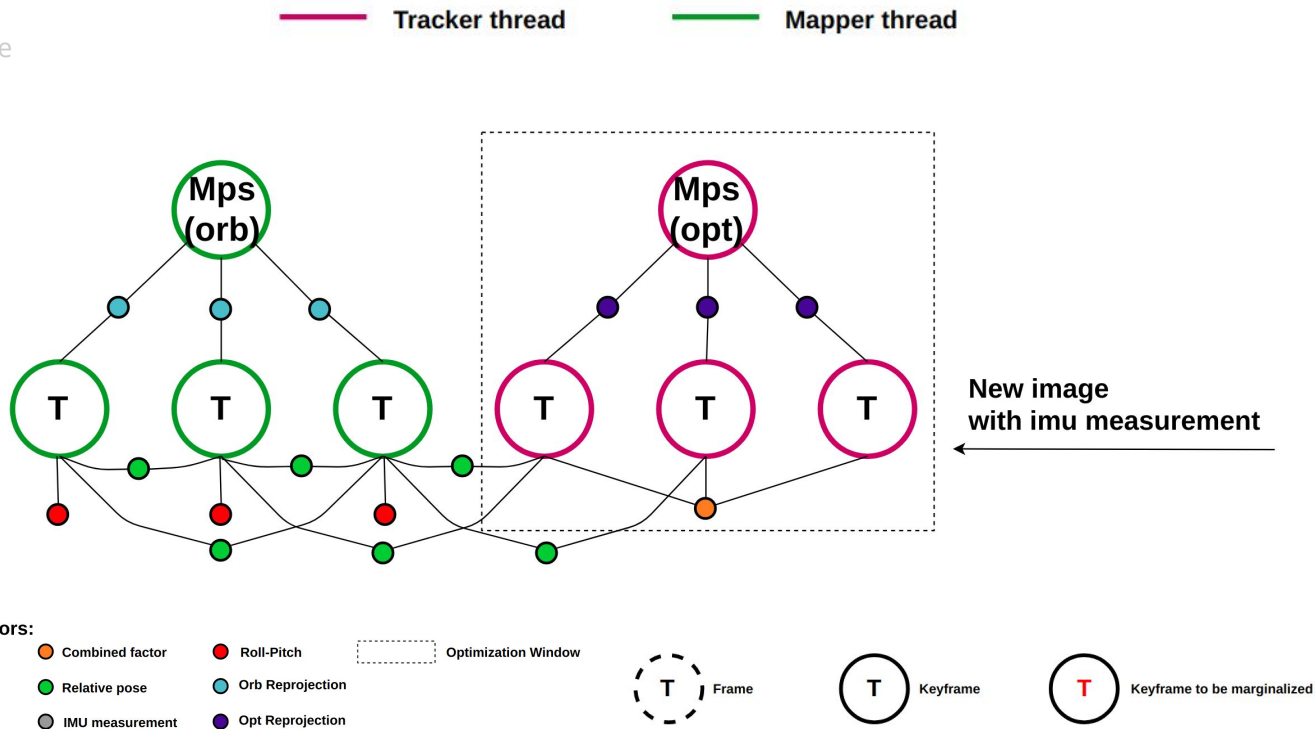 Tracker thread
Mapper thread
e
Mps
(orb)
Mps
(opt)
T
T
T
T
T
T
New image
with imu measurement
ors:
Combined factor
Roll-Pitch
Optimization Window
Relative pose
Orb Reprojection
T
Frame
T
Keyframe
T
Keyframe to be marginalized
IMU measurement
Opt Reprojection